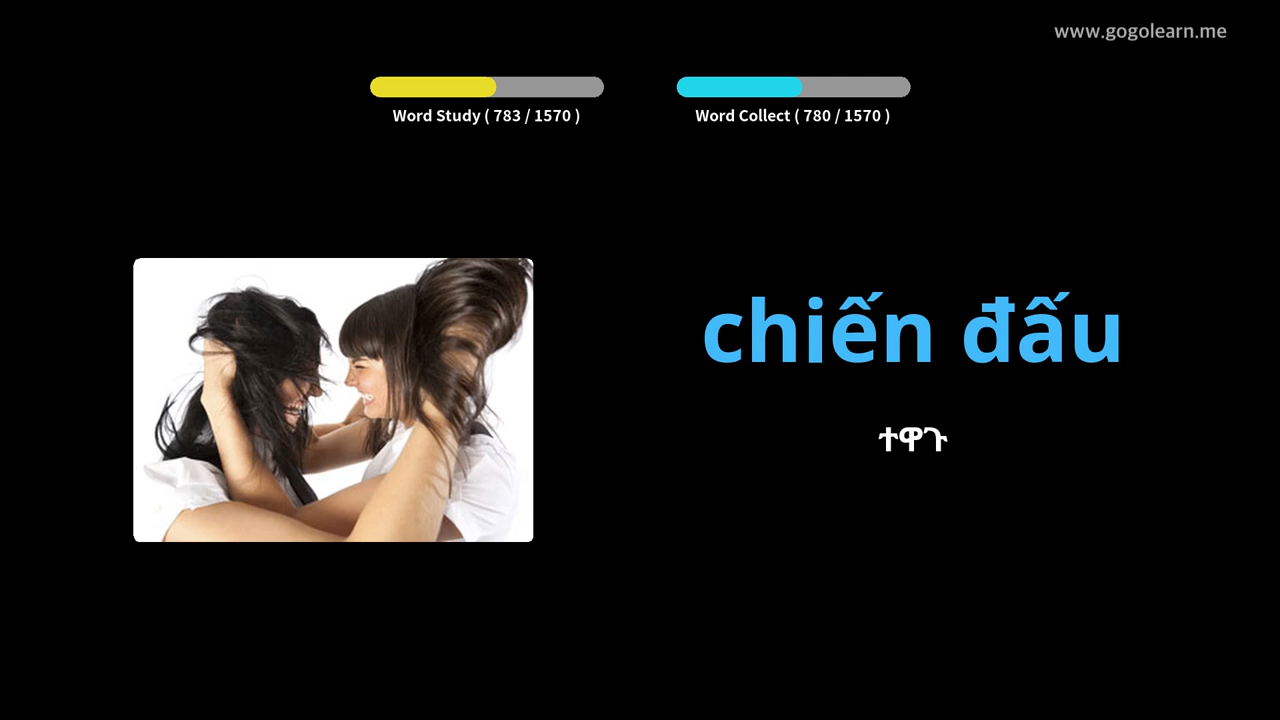 www.gogolearn.me
Word Study ( 783 / 1570 )
Word Collect ( 780 / 1570 )
chiến đấu
ተዋጉ